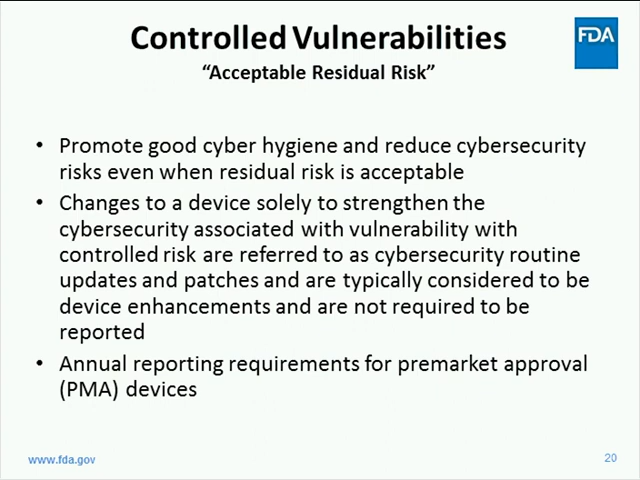 Controlled Vulnerabilities
FDA
“Acceptable Residual Risk”
• Promote good cyber hygiene and reduce cybersecurity
risks even when residual risk is acceptable
• Changes to a device solely to strengthen the
cybersecurity associated with vulnerability with
controlled risk are referred to as cybersecurity routine
updates and patches and are typically considered to be
device enhancements and are not required to be
reported
• Annual reporting requirements for premarket approval
(PMA) devices
www.fda.gov
20